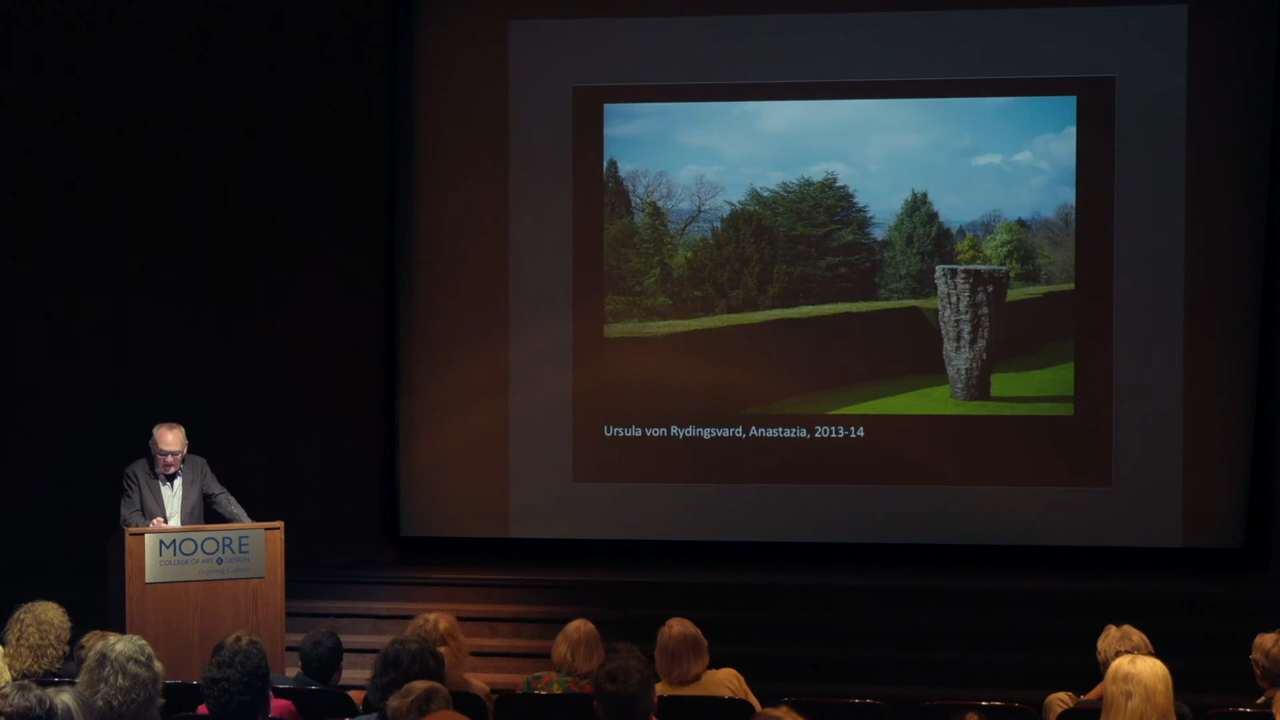 Ursula von Rydingsvard, Anastazia, 2013-14
MOORE
COLLEGE OF ART & DESIGN